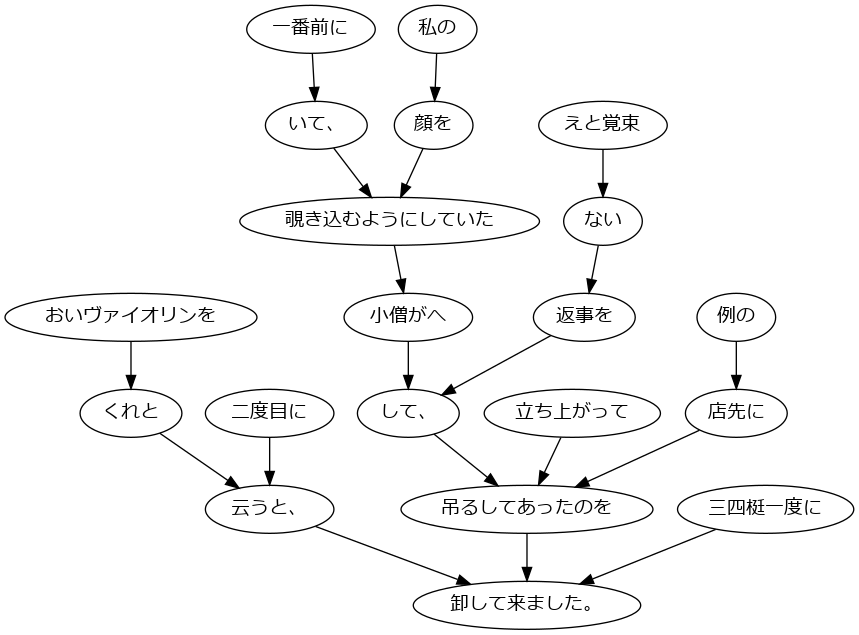 一番前に
私の
いて、
顔を
えと覚束
覗き込むようにしていた
ない
おいヴァイオリンを
小僧がへ
返事を
例の
くれと
二度目に
して、
立ち上がって
店先に
云うと、
吊るしてあったのを
三四梃一度に
卸して来ました。